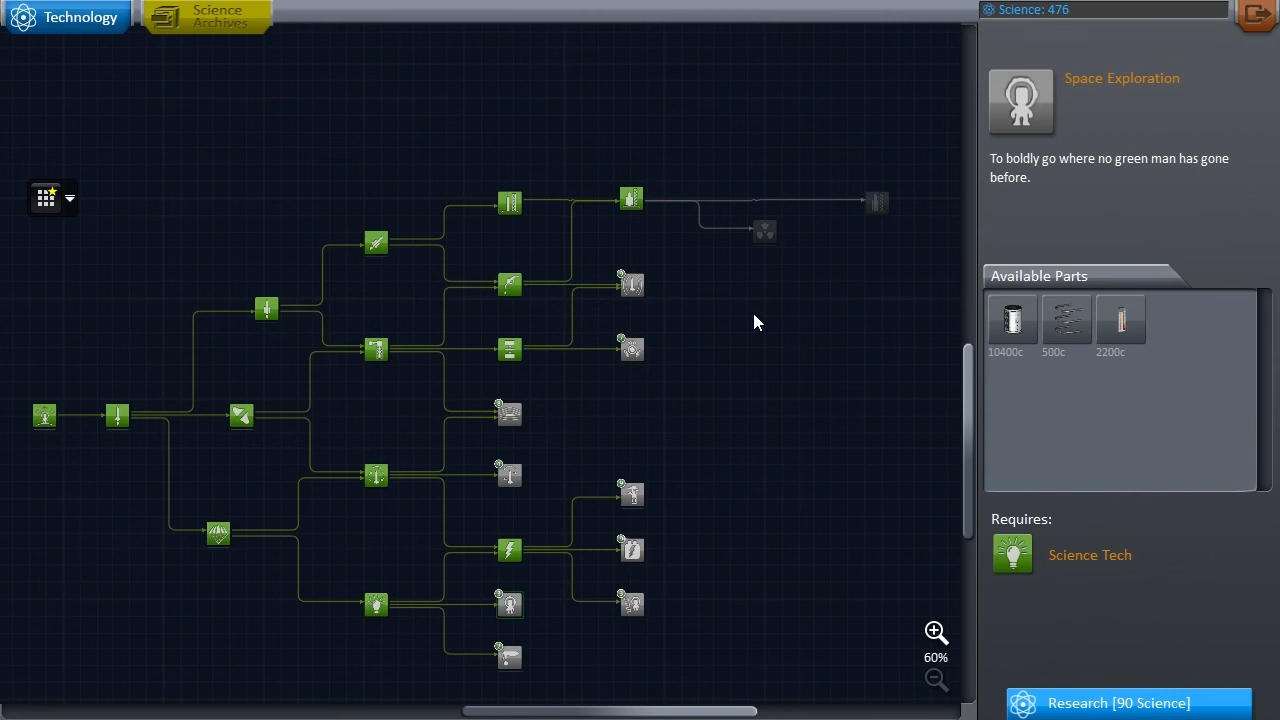 Technology
Science
Archives
Science: 476
Space Exploration
To boldly go where no green man has gone
before.
Available Parts
10400c
500c
2200c
Requires:
Science Tech
60%
Research [90 Science]